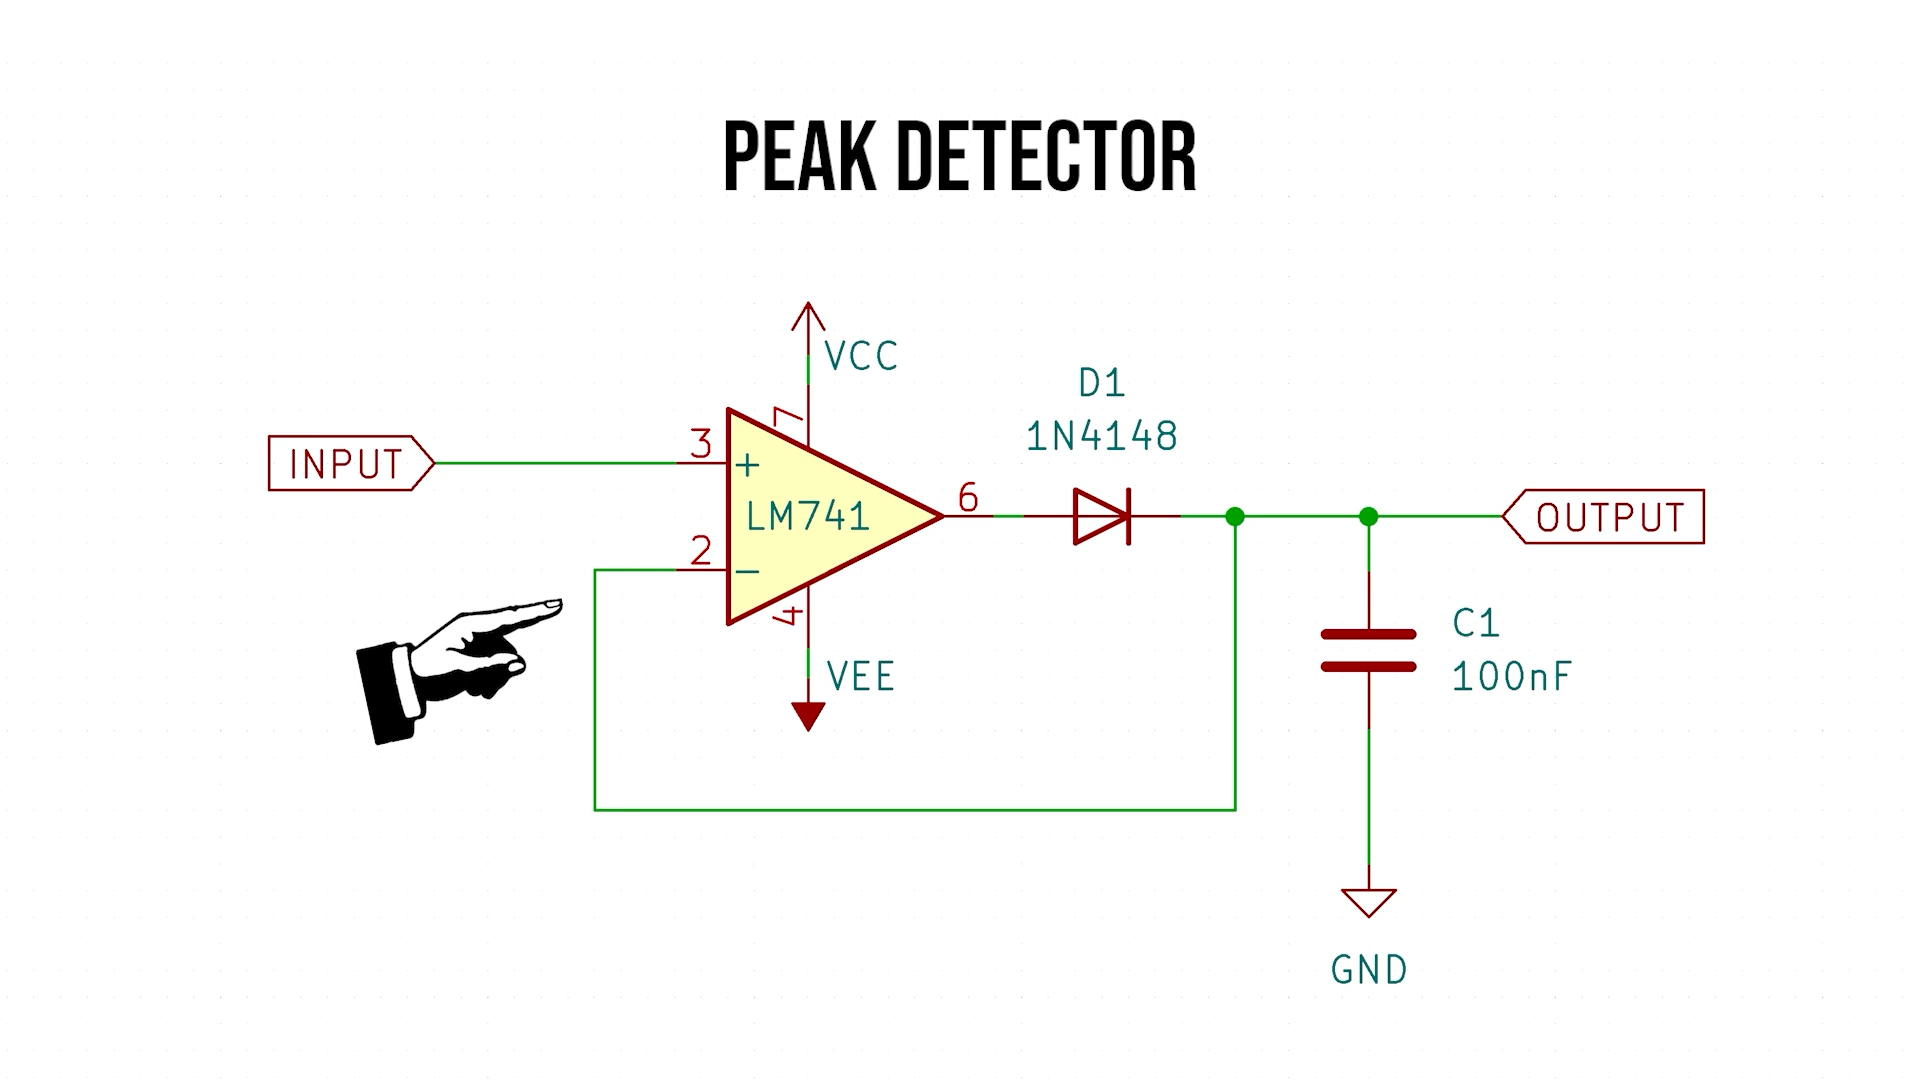 PEAK DETECTOR
VCC
D1
1N4148
7
INPUT
3
+
LM741
6
OUTPUT
2
−
4
VEE
C1
100nF
GND